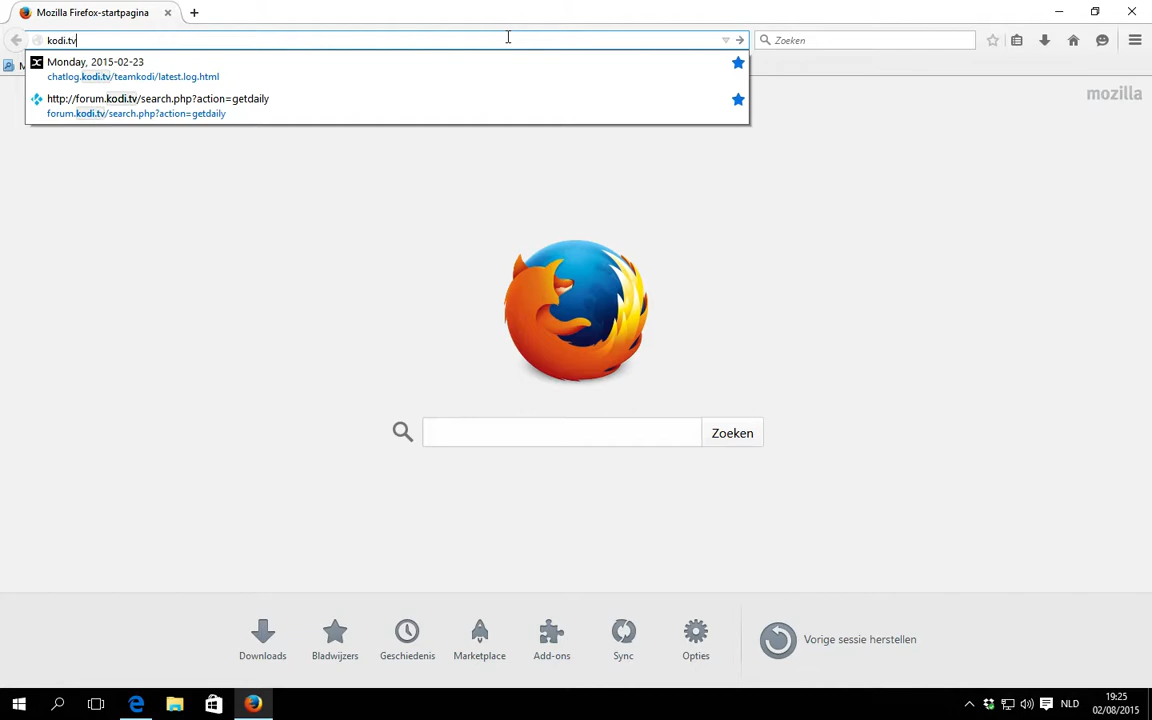 Mozilla Firefox-startpagina
kodi.tv
Zoeken
Monday, 2015-02-23
chatlog.kodi.tv/teamkodi/latest.log.html
http://forum.kodi.tv/search.php?action=getdaily
forum.kodi.tv/search.php?action=getdaily
mozilla
Zoeken
Downloads
Bladwijzers
Geschiedenis
Marketplace
Add-ons
Sync
Opties
Vorige sessie herstellen
NLD
19:25
02/08/2015